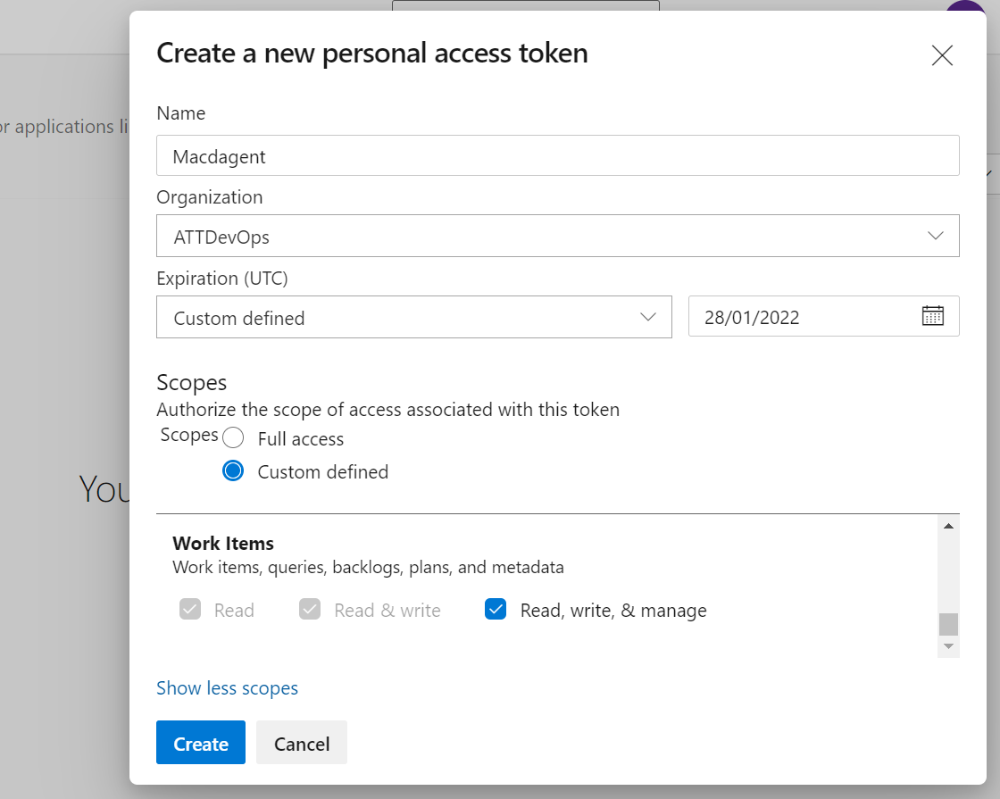 Create a new personal access token
Name
or applications li
Macdagent
Organization
ATTDevOps
Expiration (UTC)
Custom defined
28/01/2022
Scopes
Authorize the scope of access associated with this token
Scopes
Full access
Custom defined
You
Work Items
Work items, queries, backlogs, plans, and metadata
Read Read & write Read, write, & manage
Show less scopes
Create Cancel